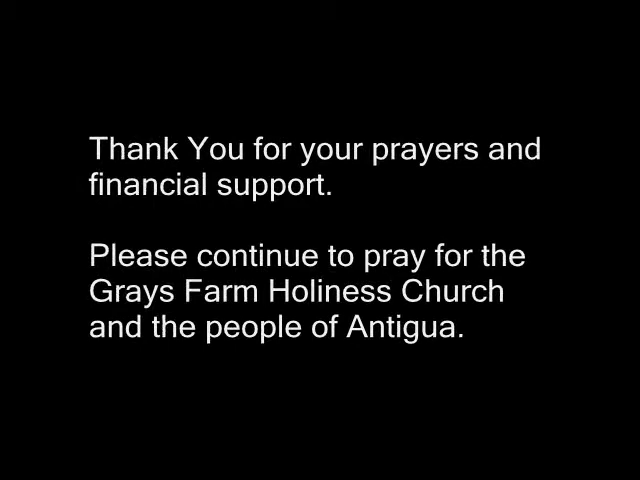 Thank You for your prayers and
financial support.
Please continue to pray for the
Grays Farm Holiness Church
and the people of Antigua.